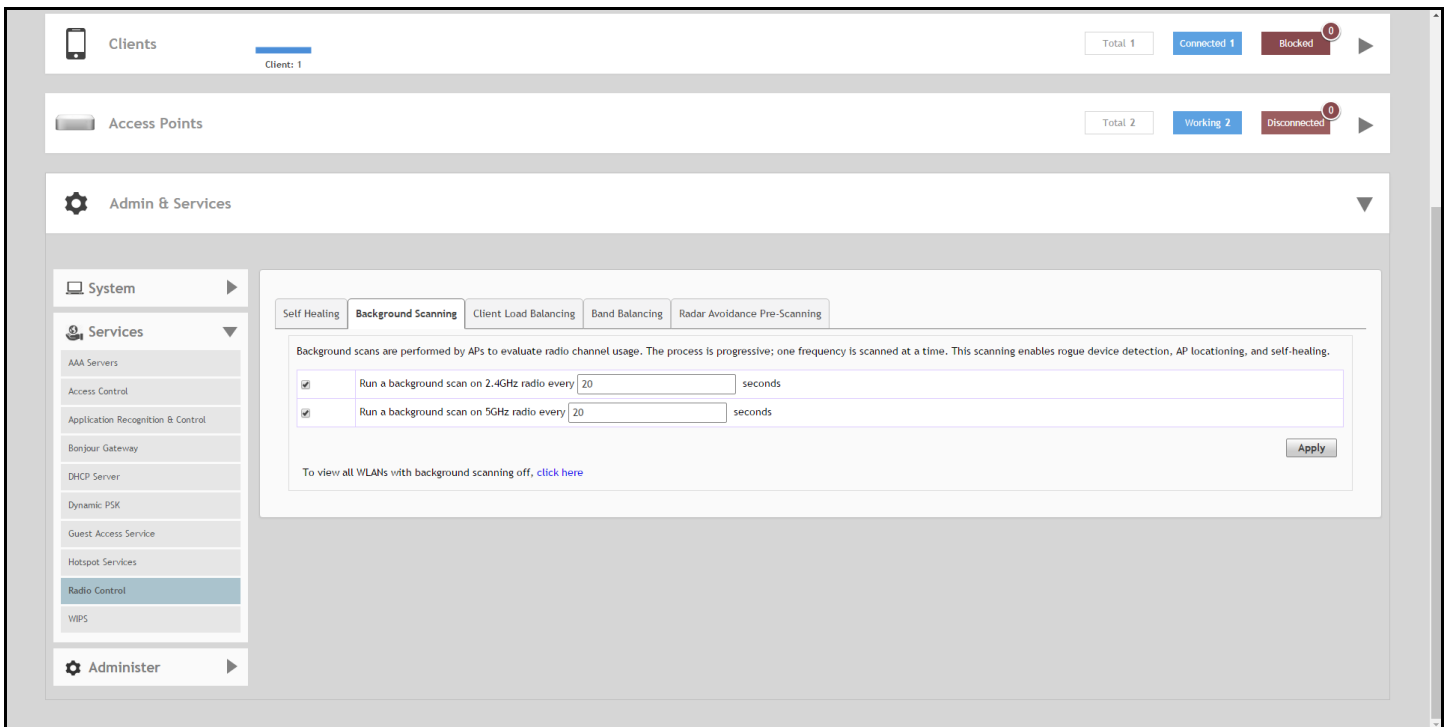 Clients
Client: 1
Total 1
Connected 1
Blocked
0
Access Points
Total 2
Working 2
Disconnected
0
Admin & Services
System
Services
AAA Servers
Access Control
Application Recognition & Control
Bonjour Gateway
DHCP Server
Dynamic PSK
Guest Access Service
Hotspot Services
Radio Control
WIPS
Administer
Self Healing
Background Scanning
Client Load Balancing
Band Balancing
Radar Avoidance Pre-Scanning
Background scans are performed by APs to evaluate radio channel usage. The process is progressive; one frequency is scanned at a time. This scanning enables rogue device detection, AP locationing, and self-healing.
Run a background scan on 2.4GHz radio every 20 seconds
Run a background scan on 5GHz radio every 20 seconds
Apply
To view all WLANs with background scanning off, click here